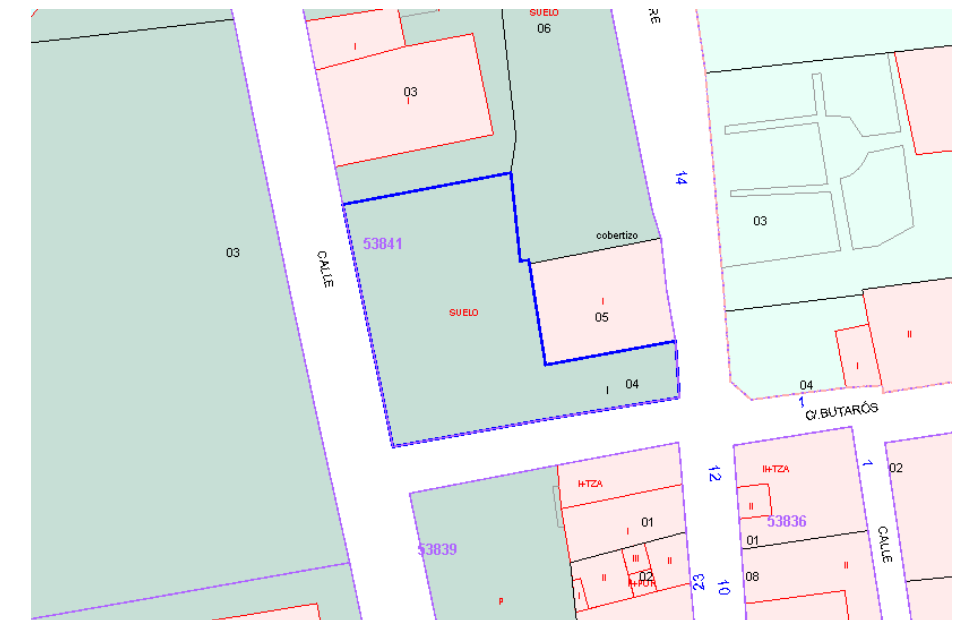 SUELO
06
RE
I
03
I
14
03
53841
cobertizo
03
CALLE
SUELO
I
05
II
I
04
I
04
1
C/.BUTARÓS
I+TZA
12
II+TZA
1
02
II
53836
I
01
01
CALLE
53839
III
II
II
02
II
I
08
23
10
P